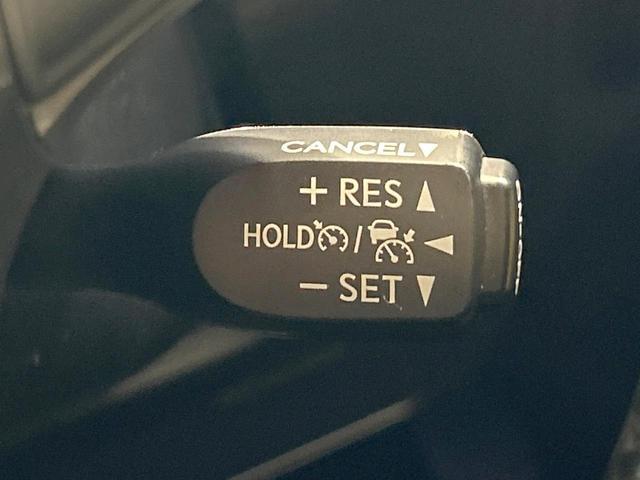 CANCEL▼
+ RES ▲
HOLD / ◀
− SET ▼